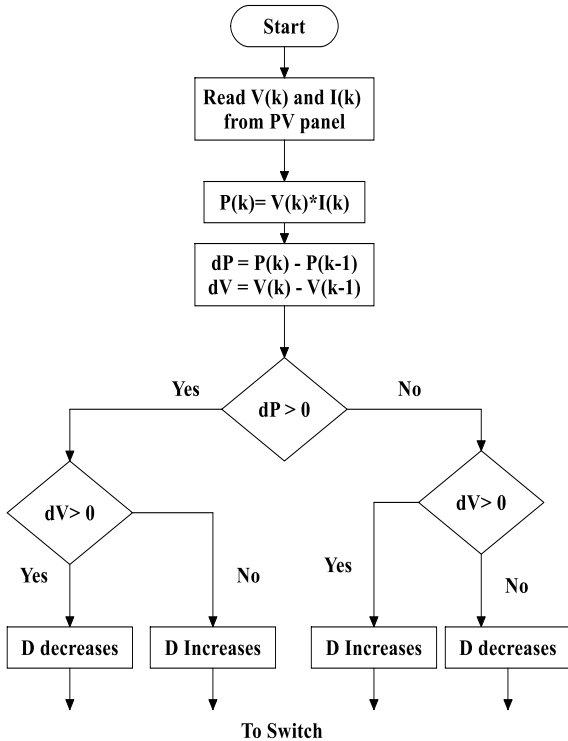 Start
Read V(k) and I(k)
from PV panel
P(k)= V(k)*I(k)
dP = P(k) - P(k-1)
dV = V(k) - V(k-1)
Yes
No
dP > 0
dV> 0
dV> 0
Yes
No
Yes
No
D decreases
D Increases
D Increases
D decreases
To Switch